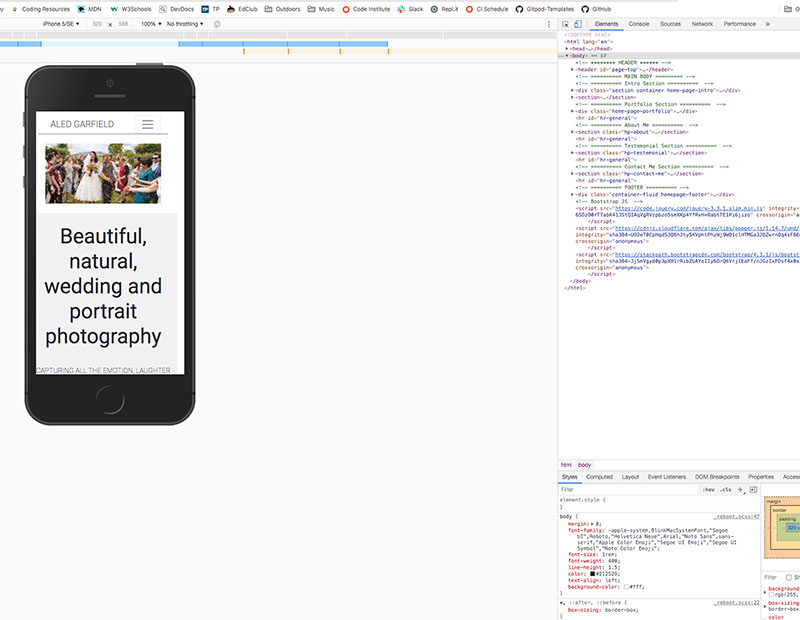 Coding Resources MDN W3Schools DevDocs TP EdClub Outdoors Music Code Institute Slack Repl.it CI Schedule Gitpod-Templates GitHub
iPhone 5/SE ▾ 320 × 568 100% ▾ No throttling ▾
Elements Console Sources Network Performance »
ALED GARFIELD
Beautiful,
natural,
wedding and
portrait
photography
CAPTURING ALL THE EMOTION, LAUGHTER
<!DOCTYPE html>
<html lang="en">
▸<head>…</head>
▾<body> == $0
<!-- ======== HEADER ====== -->
▸<header id="page-top">…</header>
<!-- ========== MAIN BODY ========= -->
<!-- ========== Intro Section ========== -->
▸<div class="section container home-page-intro">…</div>
▸<section>…</section>
<!-- ========== Portfolio Section ========== -->
▸<div class="home-page-portfolio">…</div>
<hr id="hr-general">
<!-- ========== About Me ========== -->
▸<section class="hp-about">…</section>
<hr id="hr-general">
<!-- ========== Testemonial Section ========== -->
▸<section class="hp-testemonial">…</section>
<hr id="hr-general">
<!-- ========== Contact Me Section ========== -->
▸<section class="hp-contact-me">…</section>
<hr id="hr-general">
<!-- ========== FOOTER ========== -->
▸<div class="container-fluid homepage-footer">…</div>
<!-- Bootstrap JS -->
<script src="https://code.jquery.com/jquery-3.3.1.slim.min.js" integrity=
crossorigin=
</script>
<script src="https://cdnjs.cloudflare.com/ajax/libs/popper.js/1.14.7/umd/
crossorigin="anonymous">
</script>
<script src="https://stackpath.bootstrapcdn.com/bootstrap/4.3.1/js/bootst
crossorigin="anonymous">
</script>
</body>
</html>
html body
Styles Computed Layout Event Listeners DOM Breakpoints Properties Access
Filter :hov .cls +
element.style {
}
body { _reboot.scss:47
margin: ▸ 0;
font-family: -apple-system,BlinkMacSystemFont,"Segoe
UI",Roboto,"Helvetica Neue",Arial,"Noto Sans",sans-
serif,"Apple Color Emoji","Segoe UI Emoji","Segoe UI
Symbol","Noto Color Emoji";
font-size: 1rem;
font-weight: 400;
line-height: 1.5;
color: #212529;
text-align: left;
background-color: #fff;
}
*, ::after, ::before { _reboot.scss:22
box-sizing: border-box;
}
margin
border
padding
320
Filter Sh
background
rgb(255,
box-sizing
border-bo
color